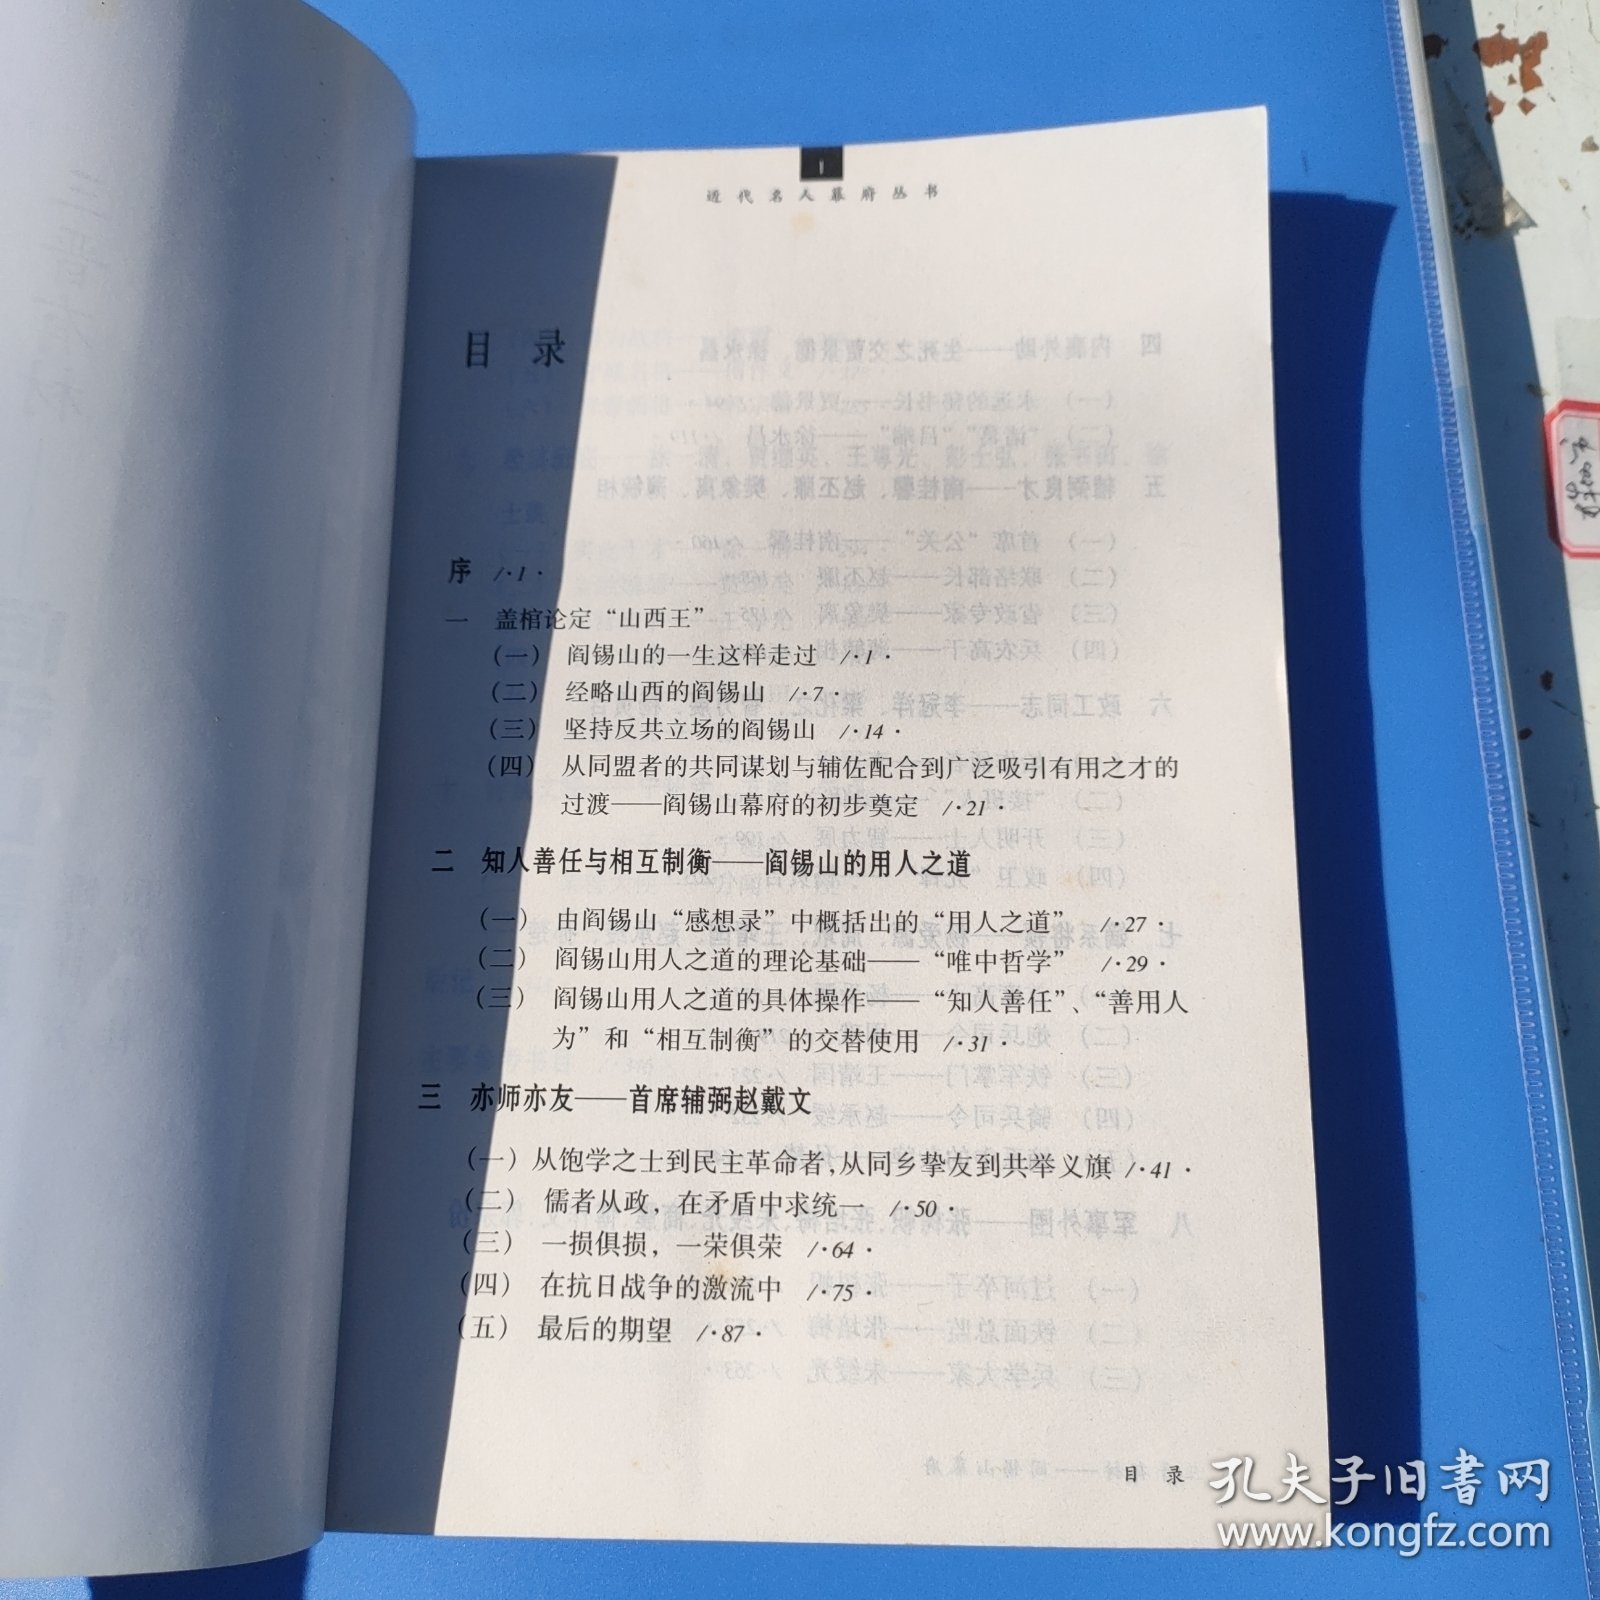 1
近代名人幕府丛书
目 录
序 /·1·
一 盖棺论定“山西王”
(一) 阎锡山的一生这样走过 /·1·
(二) 经略山西的阎锡山 /·7·
(三) 坚持反共立场的阎锡山 /·14·
(四) 从同盟者的共同谋划与辅佐配合到广泛吸引有用之才的
过渡——阎锡山幕府的初步奠定 /·21·
二 知人善任与相互制衡——阎锡山的用人之道
(一) 由阎锡山“感想录”中概括出的“用人之道” /·27·
(二) 阎锡山用人之道的理论基础——“唯中哲学” /·29·
(三) 阎锡山用人之道的具体操作——“知人善任”、“善用人
为”和“相互制衡”的交替使用 /·31·
三 亦师亦友——首席辅弼赵戴文
(一)从饱学之士到民主革命者,从同乡挚友到共举义旗 /·41·
(二) 儒者从政，在矛盾中求统一 /·50·
(三) 一损俱损，一荣俱荣 /·64·
(四) 在抗日战争的激流中 /·75·
(五) 最后的期望 /·87·
目 录
孔夫子旧书网
www.kongfz.com